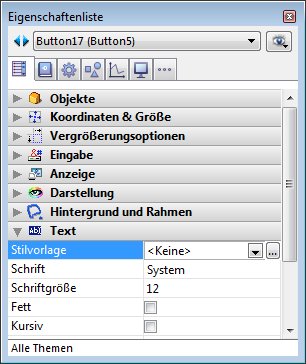 Eigenschaftenliste
Button17 (Button5)
Objekte
Koordinaten & Größe
Vergrößerungsoptionen
Eingabe
Anzeige
Darstellung
Hintergrund und Rahmen
Text
Stilvorlage <Keine> ...
Schrift System
Schriftgröße 12
Fett
Kursiv
Alle Themen